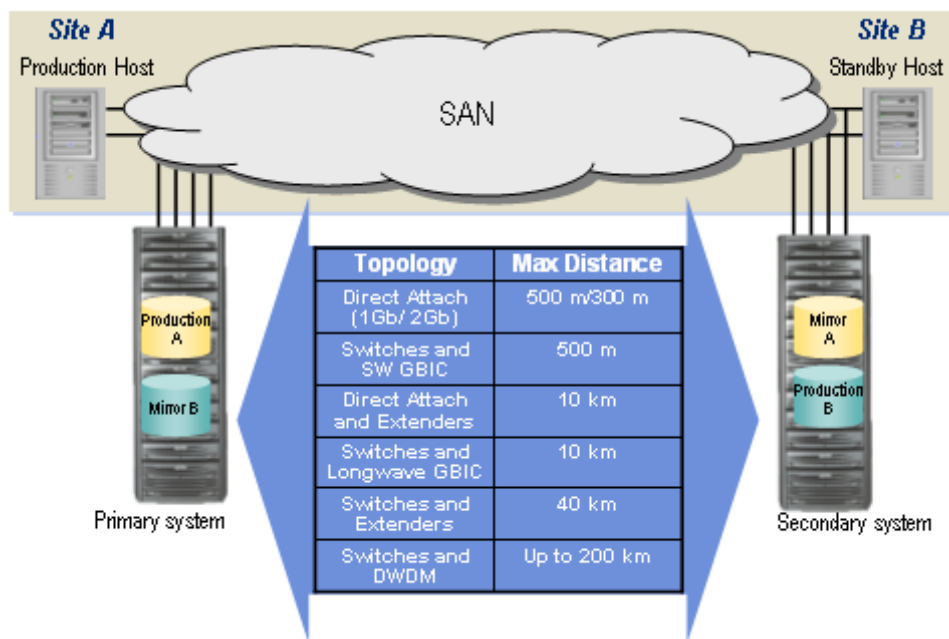 Site A
Site B
Production Host
Standby Host
SAN
Topology Max Distance
Direct Attach
(1Gb/ 2Gb)
500 m/300 m
Switches and
SW GBIC
500 m
Direct Attach
and Extenders
10 km
Switches and
Longwave GBIC
10 km
Switches and
Extenders
40 km
Switches and
DWDM
Up to 200 km
Production
A
Mirror B
Primary system
Mirror
A
Production
B
Secondary system